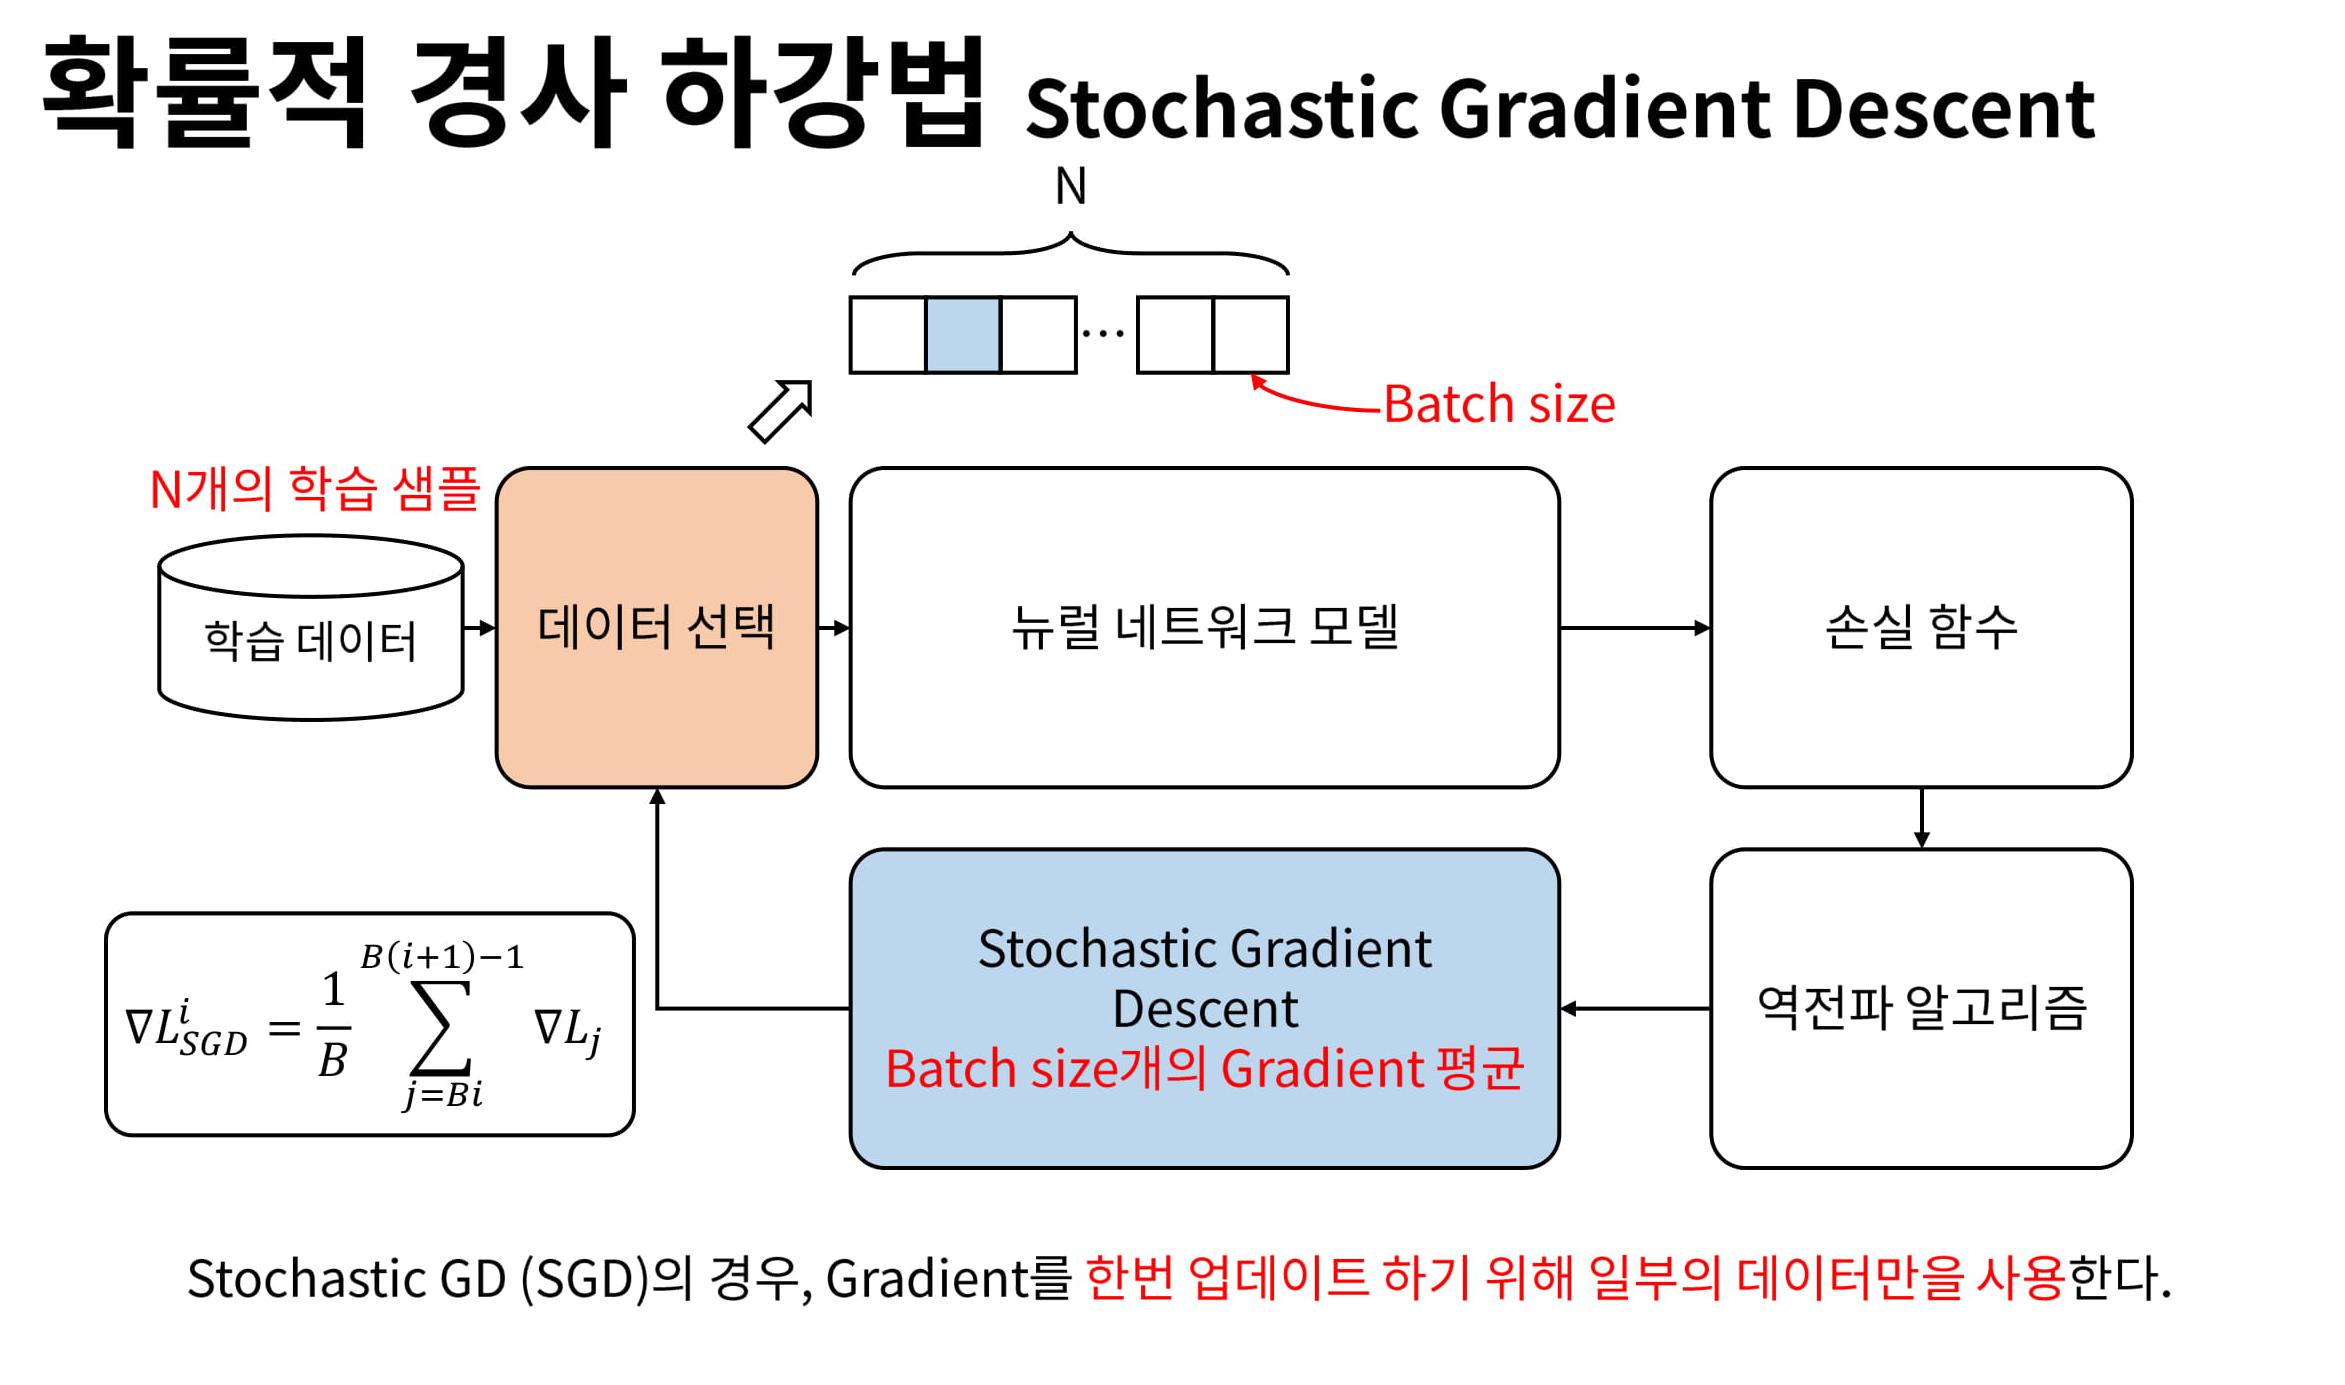 확률적 경사 하강법 Stochastic Gradient Descent
N
...
Batch size
N개의 학습 샘플
학습 데이터
데이터 선택
뉴럴 네트워크 모델
손실 함수
역전파 알고리즘
Stochastic Gradient
Descent
Batch size개의 Gradient 평균
∇L^i_{SGD} = \frac{1}{B} \sum_{j=Bi}^{B(i+1)-1} ∇L_j
Stochastic GD (SGD)의 경우, Gradient를 한번 업데이트 하기 위해 일부의 데이터만을 사용한다.